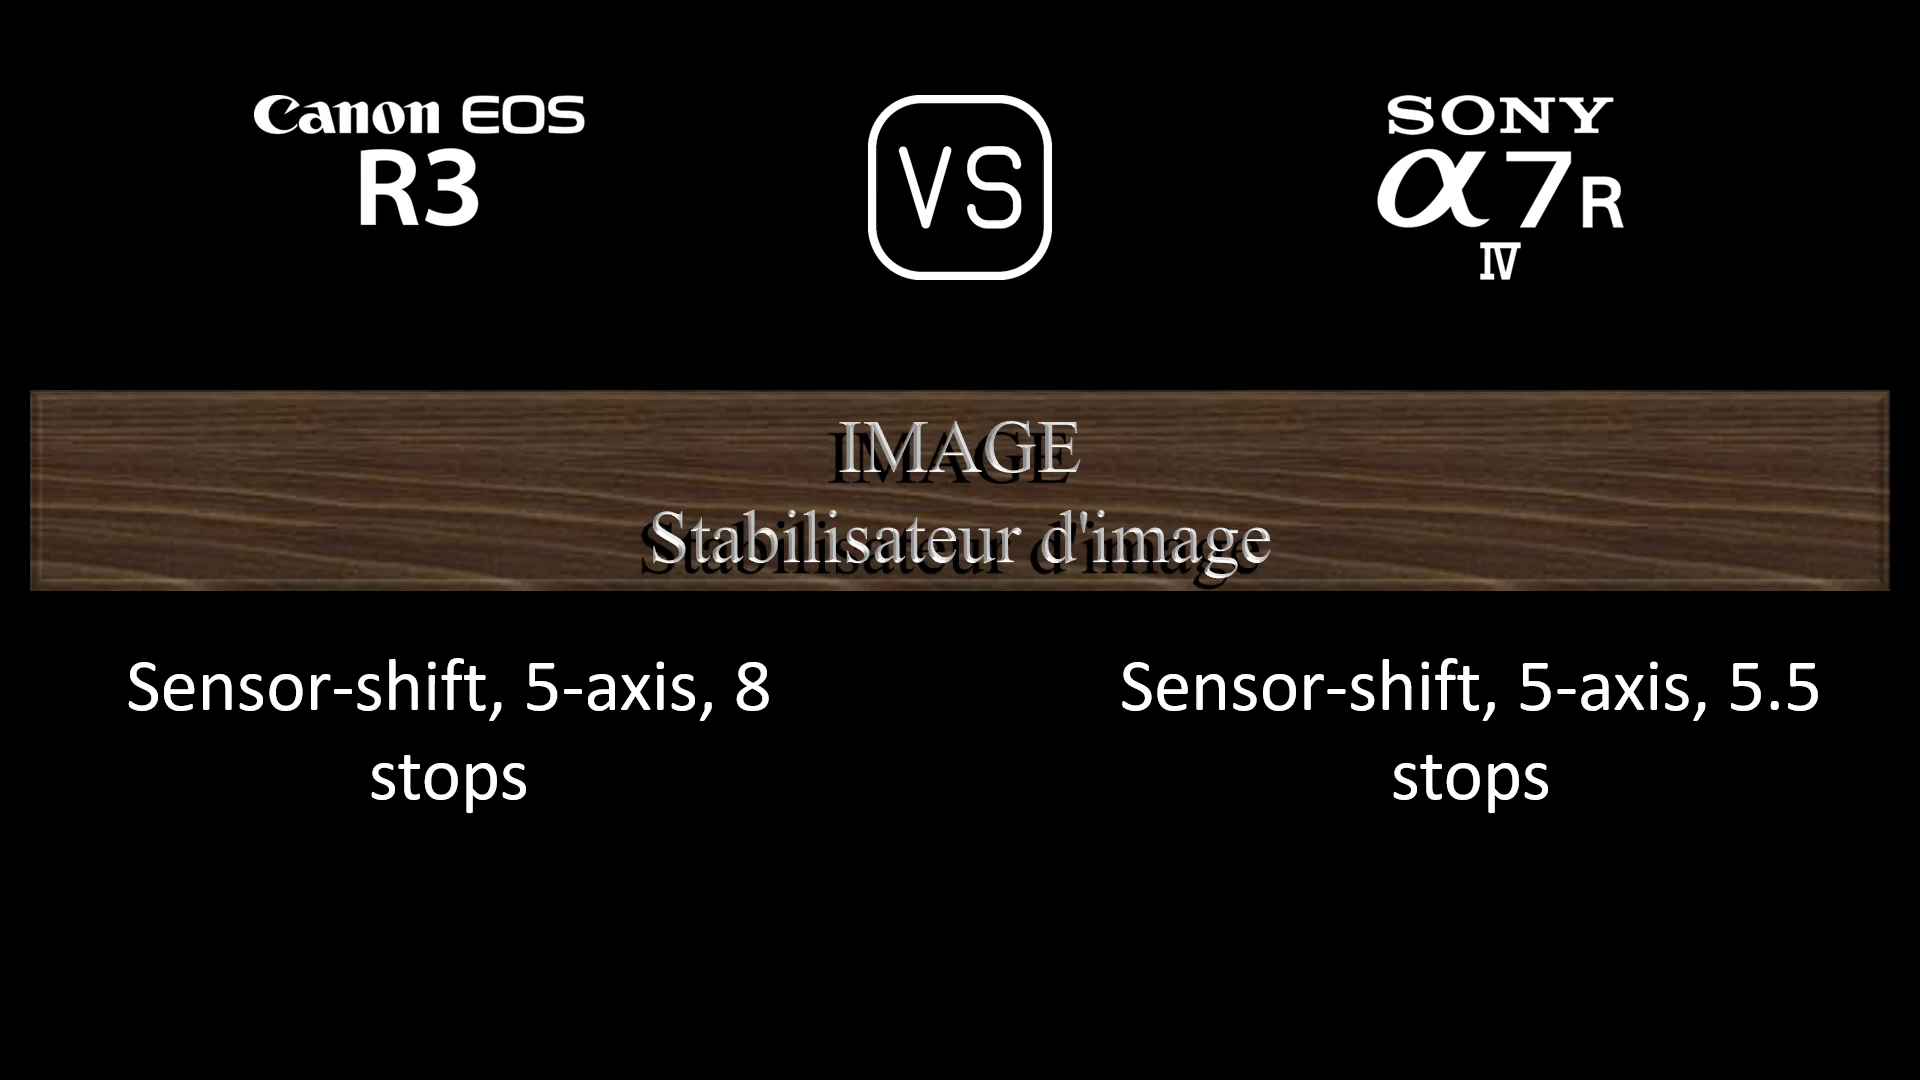 Canon EOS
R3
VS
SONY
α7R
IV
IMAGE
Stabilisateur d'image
Sensor-shift, 5-axis, 8
stops
Sensor-shift, 5-axis, 5.5
stops